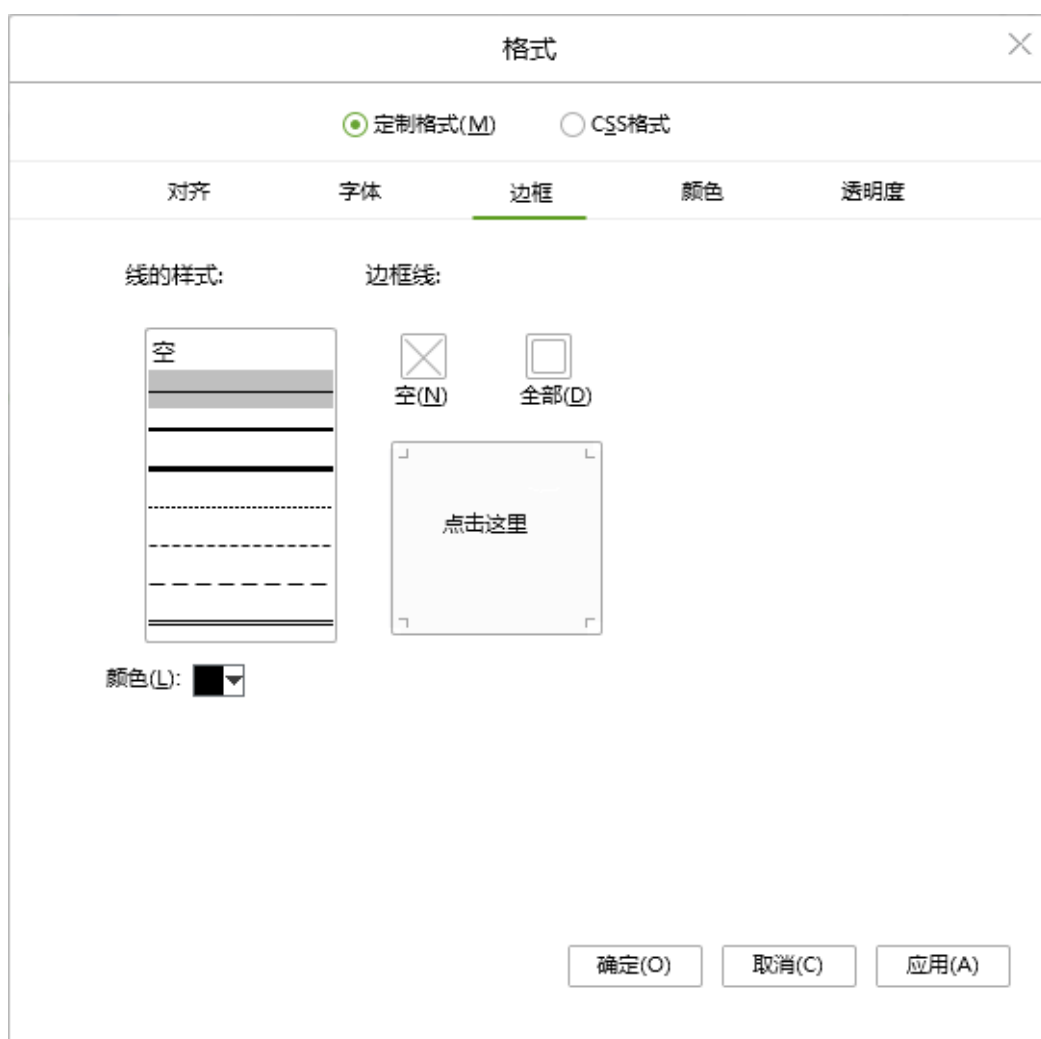 格式
定制格式(M) CSS格式
对齐 字体 边框 颜色 透明度
线的样式: 边框线:
空
空(N) 全部(D)
点击这里
颜色(L):
确定(O) 取消(C) 应用(A)